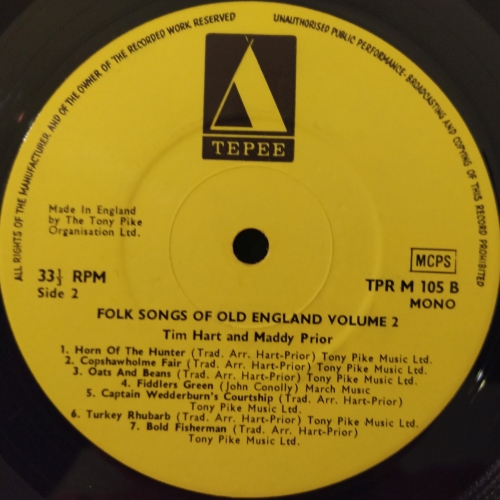 ALL RIGHTS OF THE MANUFACTURER, AND OF THE OWNER OF THE RECORDED WORK RESERVED
UNAUTHORISED PUBLIC PERFORMANCE, BROADCASTING AND COPYING OF THIS RECORD PROHIBITED
TEPEE
Made In England
by The Tony Pike
Organisation Ltd.
MCPS
33⅓ RPM
Side 2
TPR M 105 B
MONO
FOLK SONGS OF OLD ENGLAND VOLUME 2
Tim Hart and Maddy Prior
1. Horn Of The Hunter (Trad. Arr. Hart-Prior) Tony Pike Music Ltd.
2. Copshawholme Fair (Trad. Arr. Hart-Prior) Tony Pike Music Ltd.
3. Oats And Beans (Trad. Arr. Hart-Prior) Tony Pike Music Ltd.
4. Fiddlers Green (John Conolly) March Music
5. Captain Wedderburn's Courtship (Trad. Arr. Hart-Prior)
Tony Pike Music Ltd.
6. Turkey Rhubarb (Trad. Arr. Hart-Prior) Tony Pike Music Ltd.
7. Bold Fisherman (Trad. Arr. Hart-Prior)
Tony Pike Music Ltd.